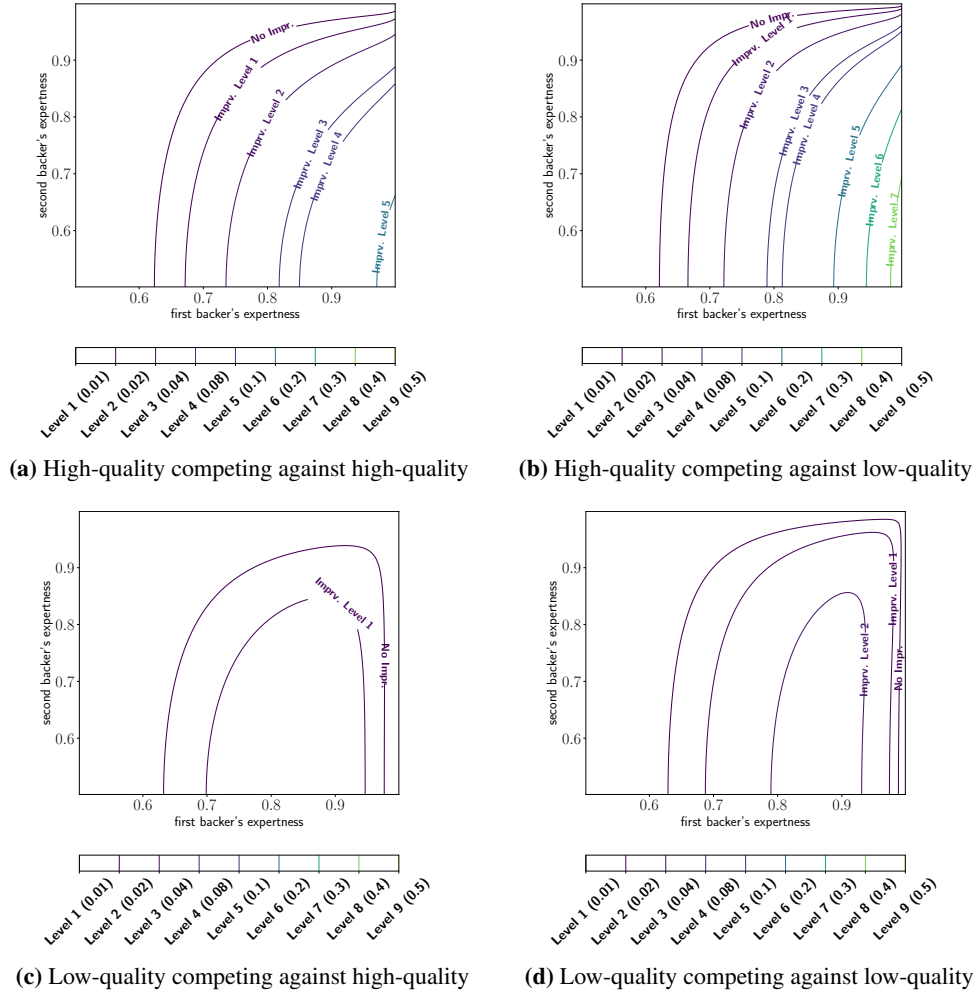 No Impr.
Imprv. Level 1
Imprv. Level 2
Imprv. Level 3
Imprv. Level 4
Imprv. Level 5
0.9
0.8
0.7
0.6
second backer's expertness
0.6 0.7 0.8 0.9
first backer's expertness
Level 1 (0.01)
Level 2 (0.02)
Level 3 (0.04)
Level 4 (0.08)
Level 5 (0.1)
Level 6 (0.2)
Level 7 (0.3)
Level 8 (0.4)
Level 9 (0.5)
(a) High-quality competing against high-quality
No Impr.
Imprv. Level 1
Imprv. Level 2
Imprv. Level 3
Imprv. Level 4
Imprv. Level 5
Imprv. Level 6
Imprv. Level 7
0.9
0.8
0.7
0.6
second backer's expertness
0.6 0.7 0.8 0.9
first backer's expertness
Level 1 (0.01)
Level 2 (0.02)
Level 3 (0.04)
Level 4 (0.08)
Level 5 (0.1)
Level 6 (0.2)
Level 7 (0.3)
Level 8 (0.4)
Level 9 (0.5)
(b) High-quality competing against low-quality
Imprv. Level 1
No Impr.
0.9
0.8
0.7
0.6
second backer's expertness
0.6 0.7 0.8 0.9
first backer's expertness
Level 1 (0.01)
Level 2 (0.02)
Level 3 (0.04)
Level 4 (0.08)
Level 5 (0.1)
Level 6 (0.2)
Level 7 (0.3)
Level 8 (0.4)
Level 9 (0.5)
(c) Low-quality competing against high-quality
Imprv. Level 1
Imprv. Level 2
No Impr.
0.9
0.8
0.7
0.6
second backer's expertness
0.6 0.7 0.8 0.9
first backer's expertness
Level 1 (0.01)
Level 2 (0.02)
Level 3 (0.04)
Level 4 (0.08)
Level 5 (0.1)
Level 6 (0.2)
Level 7 (0.3)
Level 8 (0.4)
Level 9 (0.5)
(d) Low-quality competing against low-quality